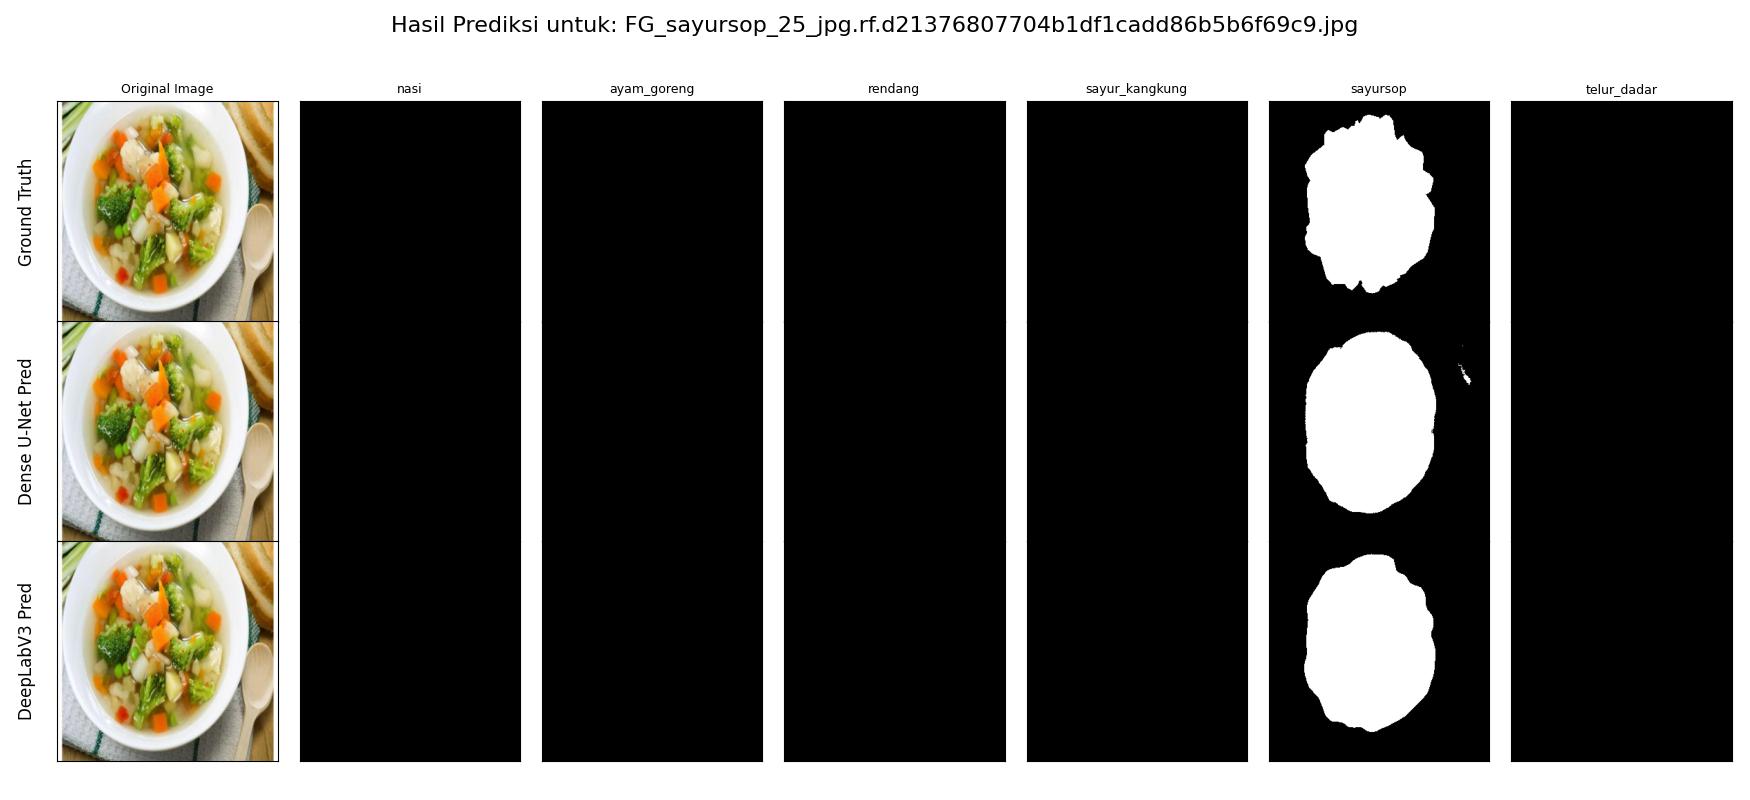 Hasil Prediksi untuk: FG_sayursop_25_jpg.rf.d21376807704b1df1cadd86b5b6f69c9.jpg
Original Image
nasi
ayam_goreng
rendang
sayur_kangkung
sayursop
telur_dadar
Ground Truth
Dense U-Net Pred
DeepLabV3 Pred